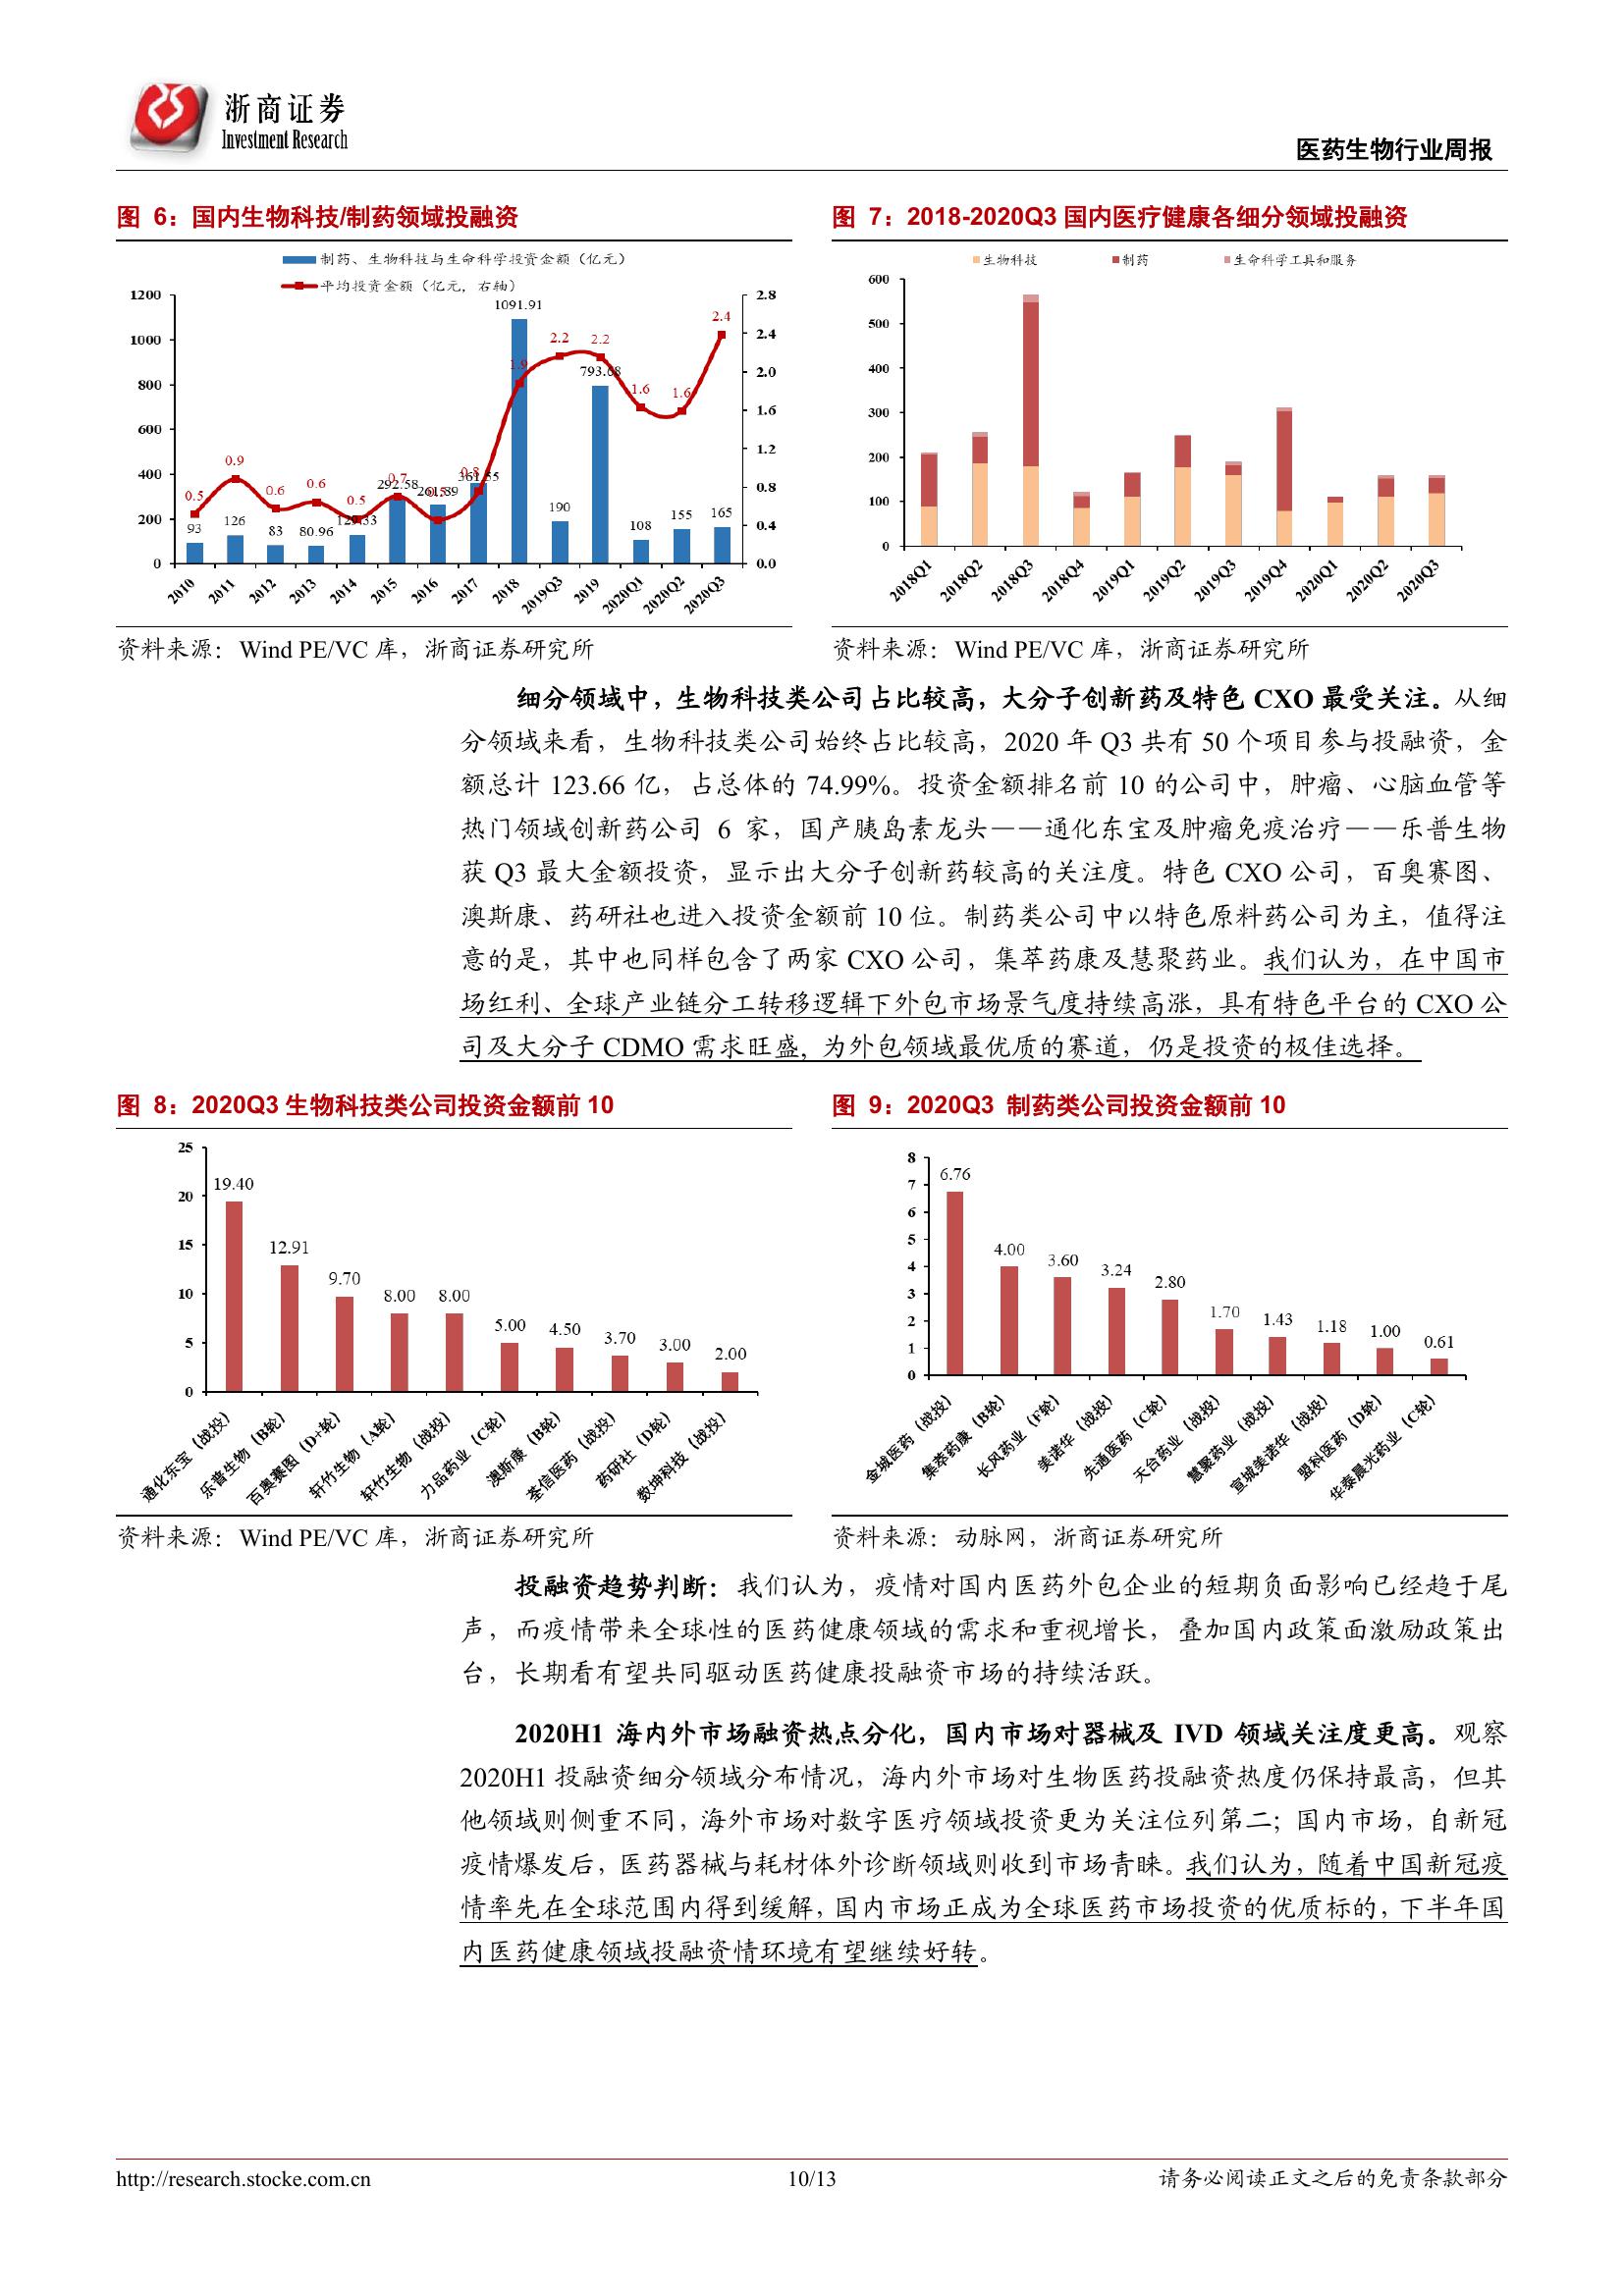 浙商证券
Investment Research
医药生物行业周报
图 6：国内生物科技/制药领域投融资
制药、生物科技与生命科学投资金额（亿元）
平均投资金额（亿元，右轴）
1200
1000
800
600
400
200
0
2.8
2.4
2.0
1.6
1.2
0.8
0.4
0.0
93 126 83 80.96 292.58 361.55 1091.91 190 793.68 108 155 165
0.5 0.9 0.6 0.6 0.5 0.7 0.8 1.9 2.2 2.2 1.6 1.6 2.4
2010 2011 2012 2013 2014 2015 2016 2017 2018 2019Q3 2019 2020Q1 2020Q2 2020Q3
资料来源：Wind PE/VC 库，浙商证券研究所
图 7：2018-2020Q3 国内医疗健康各细分领域投融资
生物科技 制药 生命科学工具和服务
600
500
400
300
200
100
0
2018Q1 2018Q2 2018Q3 2018Q4 2019Q1 2019Q2 2019Q3 2019Q4 2020Q1 2020Q2 2020Q3
资料来源：Wind PE/VC 库，浙商证券研究所
细分领域中，生物科技类公司占比较高，大分子创新药及特色 CXO 最受关注。从细
分领域来看，生物科技类公司始终占比较高，2020 年 Q3 共有 50 个项目参与投融资，金
额总计 123.66 亿，占总体的 74.99%。投资金额排名前 10 的公司中，肿瘤、心脑血管等
热门领域创新药公司 6 家，国产胰岛素龙头——通化东宝及肿瘤免疫治疗——乐普生物
获 Q3 最大金额投资，显示出大分子创新药较高的关注度。特色 CXO 公司，百奥赛图、
澳斯康、药研社也进入投资金额前 10 位。制药类公司中以特色原料药公司为主，值得注
意的是，其中也同样包含了两家 CXO 公司，集萃药康及慧聚药业。我们认为，在中国市
场红利、全球产业链分工转移逻辑下外包市场景气度持续高涨，具有特色平台的 CXO 公
司及大分子 CDMO 需求旺盛, 为外包领域最优质的赛道，仍是投资的极佳选择。
图 8：2020Q3 生物科技类公司投资金额前 10
25
20
15
10
5
0
19.40 12.91 9.70 8.00 8.00 5.00 4.50 3.70 3.00 2.00
通化东宝（战投） 乐普生物（B轮） 百奥赛图（D+轮） 轩竹生物（A轮） 轩竹生物（战投） 力品药业（C轮） 澳斯康（B轮） 荃信医药（战投） 药研社（D轮） 数坤科技（战投）
资料来源：Wind PE/VC 库，浙商证券研究所
图 9：2020Q3 制药类公司投资金额前 10
8
7
6
5
4
3
2
1
0
6.76 4.00 3.60 3.24 2.80 1.70 1.43 1.18 1.00 0.61
金城医药（战投） 集萃药康（B轮） 长风药业（F轮） 美诺华（战投） 先通医药（C轮） 天台药业（战投） 慧聚药业（战投） 宣城美诺华（战投） 盟科医药（D轮） 华泰晨光药业（C轮）
资料来源：动脉网，浙商证券研究所
投融资趋势判断：我们认为，疫情对国内医药外包企业的短期负面影响已经趋于尾
声，而疫情带来全球性的医药健康领域的需求和重视增长，叠加国内政策面激励政策出
台，长期看有望共同驱动医药健康投融资市场的持续活跃。
2020H1 海内外市场融资热点分化，国内市场对器械及 IVD 领域关注度更高。观察
2020H1 投融资细分领域分布情况，海内外市场对生物医药投融资热度仍保持最高，但其
他领域则侧重不同，海外市场对数字医疗领域投资更为关注位列第二；国内市场，自新冠
疫情爆发后，医药器械与耗材体外诊断领域则收到市场青睐。我们认为，随着中国新冠疫
情率先在全球范围内得到缓解，国内市场正成为全球医药市场投资的优质标的，下半年国
内医药健康领域投融资情环境有望继续好转。
http://research.stocke.com.cn
10/13
请务必阅读正文之后的免责条款部分